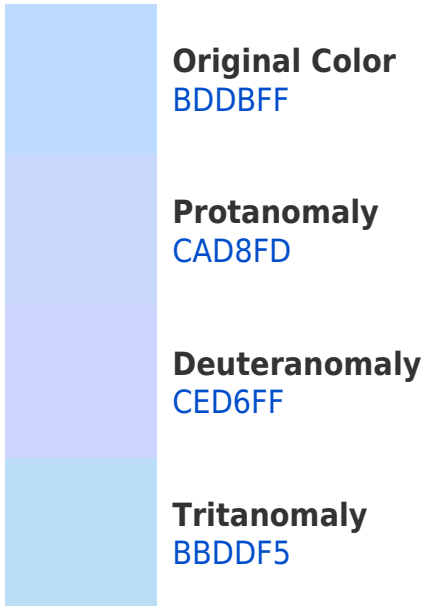 Original Color
BDDBFF
Protanomaly
CAD8FD
Deuteranomaly
CED6FF
Tritanomaly
BBDDF5